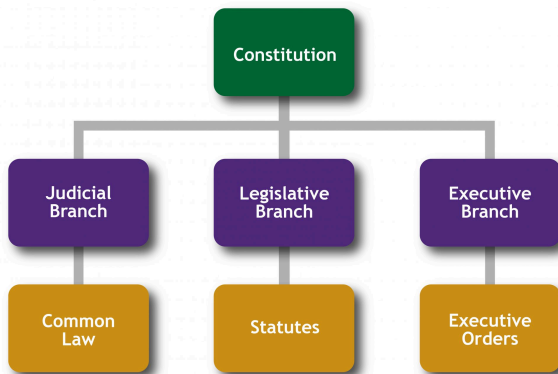 Constitution
Judicial
Branch
Legislative
Branch
Executive
Branch
Common
Law
Statutes
Executive
Orders